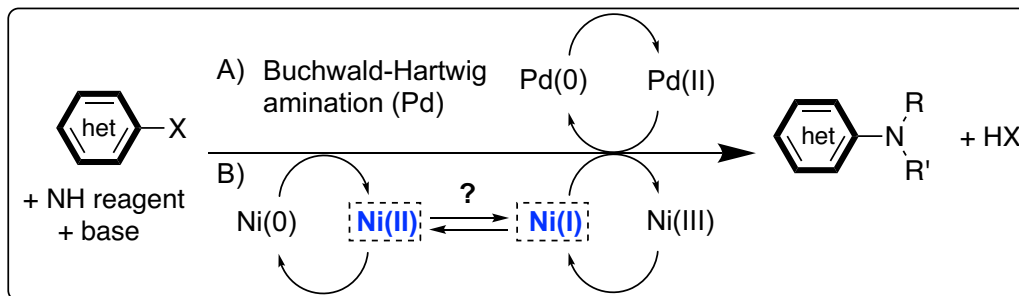 A) Buchwald-Hartwig
amination (Pd)
Pd(0) Pd(II)
het X
+ NH reagent
+ base
B)
Ni(0) Ni(II) ? Ni(I) Ni(III)
het N R R' + HX